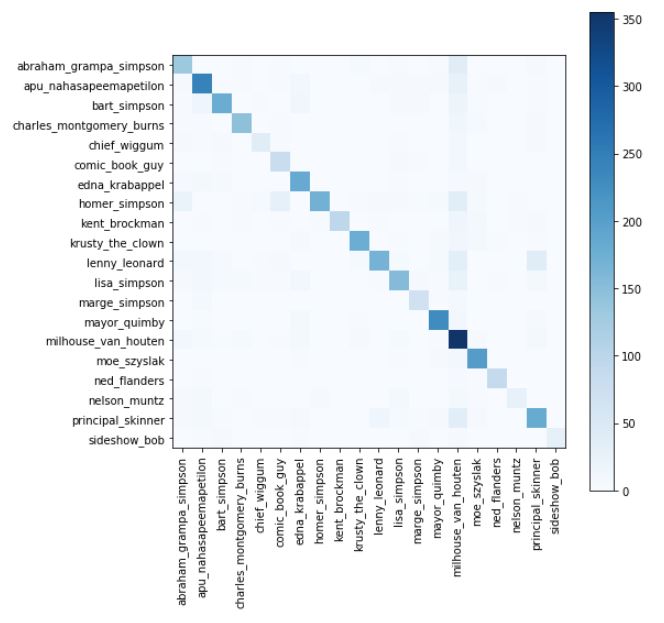 abraham_grampa_simpson
apu_nahasapeemapetilon
bart_simpson
charles_montgomery_burns
chief_wiggum
comic_book_guy
edna_krabappel
homer_simpson
kent_brockman
krusty_the_clown
lenny_leonard
lisa_simpson
marge_simpson
mayor_quimby
milhouse_van_houten
moe_szyslak
ned_flanders
nelson_muntz
principal_skinner
sideshow_bob
abraham_grampa_simpson
apu_nahasapeemapetilon
bart_simpson
charles_montgomery_burns
chief_wiggum
comic_book_guy
edna_krabappel
homer_simpson
kent_brockman
krusty_the_clown
lenny_leonard
lisa_simpson
marge_simpson
mayor_quimby
milhouse_van_houten
moe_szyslak
ned_flanders
nelson_muntz
principal_skinner
sideshow_bob
350
300
250
200
150
100
50
0